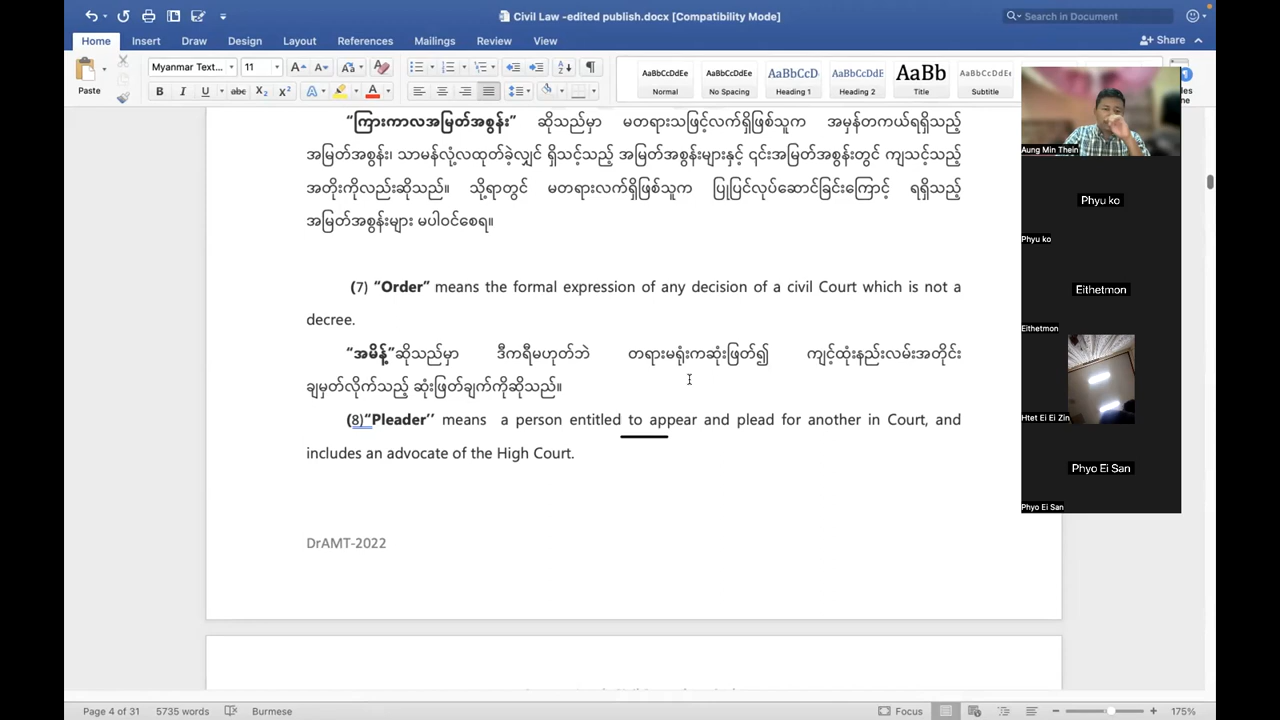 Civil Law -edited publish.docx [Compatibility Mode]
Search in Document
Home Insert Draw Design Layout References Mailings Review View
Share
Paste
Myanmar Text... 11
AaBbCcDdEe AaBbCcDdEe AaBbCcD AaBbCcDdE AaBb AaBbCcDdEe
Normal No Spacing Heading 1 Heading 2 Title Subtitle
“ကြားကာလအမြတ်အစွန်း” ဆိုသည်မှာ မတရားသဖြင့်လက်ရှိဖြစ်သူက အမှန်တကယ်ရရှိသည့်
အမြတ်အစွန်း၊ သာမန်လုံ့လထုတ်ခဲ့လျှင် ရှိသင့်သည့် အမြတ်အစွန်းများနှင့် ၎င်းအမြတ်အစွန်းတွင် ကျသင့်သည့်
အတိုးကိုလည်းဆိုသည်။ သို့ရာတွင် မတရားလက်ရှိဖြစ်သူက ပြုပြင်လုပ်ဆောင်ခြင်းကြောင့် ရရှိသည့်
အမြတ်အစွန်းများ မပါဝင်စေရ။
(7) “Order” means the formal expression of any decision of a civil Court which is not a
decree.
“အမိန့်”ဆိုသည်မှာ ဒီကရီမဟုတ်ဘဲ တရားမရုံးကဆုံးဖြတ်၍ ကျင့်ထုံးနည်းလမ်းအတိုင်း
ချမှတ်လိုက်သည့် ဆုံးဖြတ်ချက်ကိုဆိုသည်။
(8)“Pleader’’ means a person entitled to appear and plead for another in Court, and
includes an advocate of the High Court.
DrAMT-2022
Aung Min Thein
Phyu ko
Phyu ko
Eithetmon
Eithetmon
Htet Ei Ei Zin
Phyo Ei San
Phyo Ei San
Page 4 of 31 5735 words Burmese Focus 175%